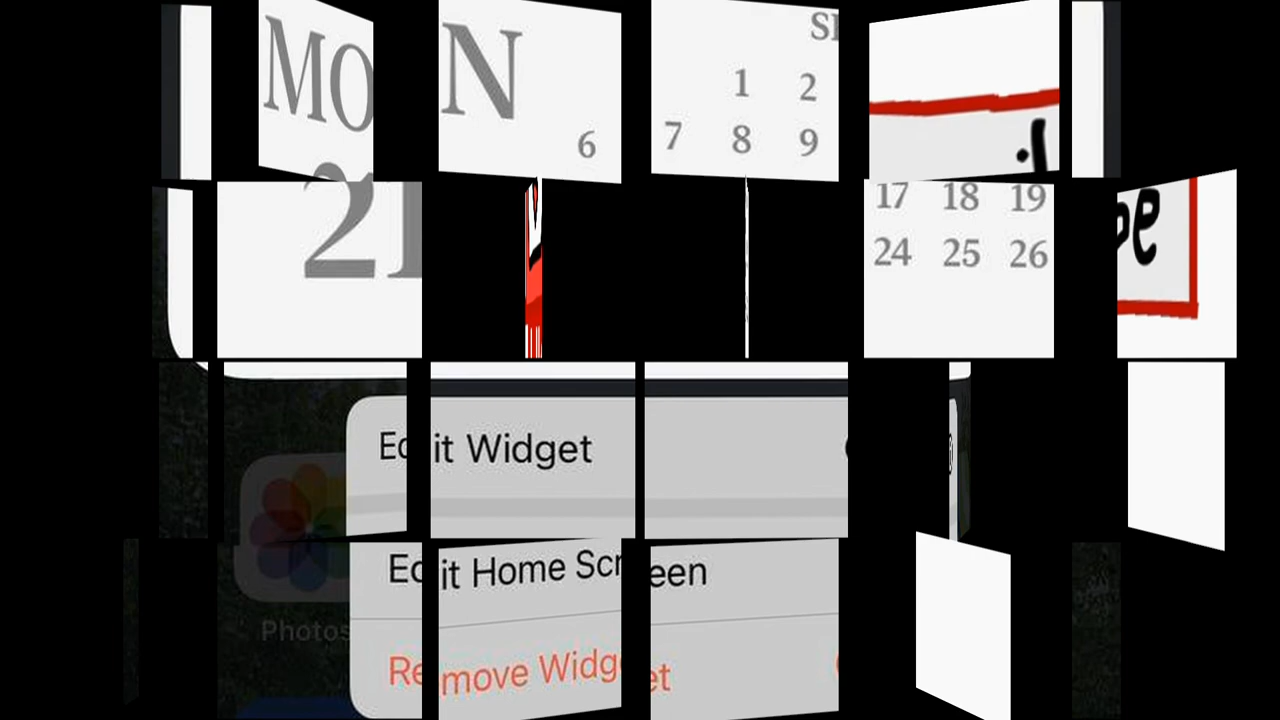 MON
SE
1 2
6 7 8 9
21
17 18 19
24 25 26
Edit Widget
Edit Home Screen
Photos
Remove Widget